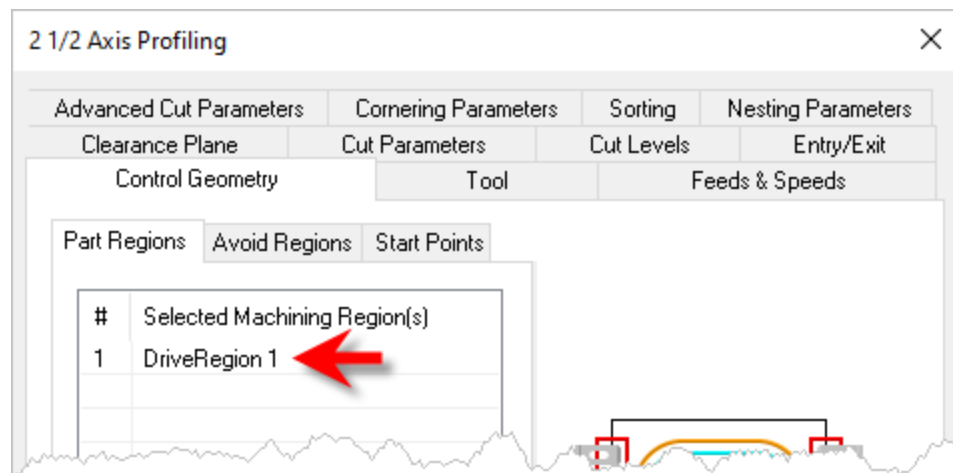 2 1/2 Axis Profiling
Advanced Cut Parameters Cornering Parameters Sorting Nesting Parameters
Clearance Plane Cut Parameters Cut Levels Entry/Exit
Control Geometry Tool Feeds & Speeds
Part Regions Avoid Regions Start Points
# Selected Machining Region(s)
1 DriveRegion 1